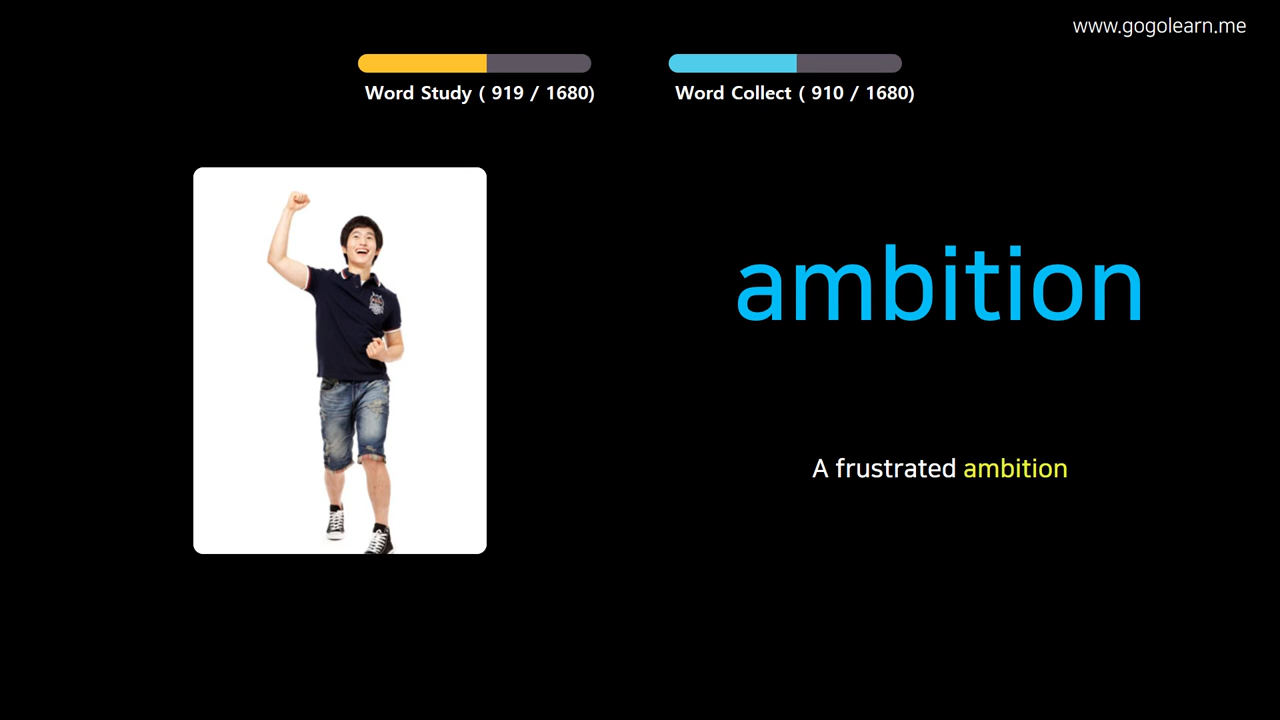 www.gogolearn.me
Word Study ( 919 / 1680)
Word Collect ( 910 / 1680)
ambition
A frustrated ambition